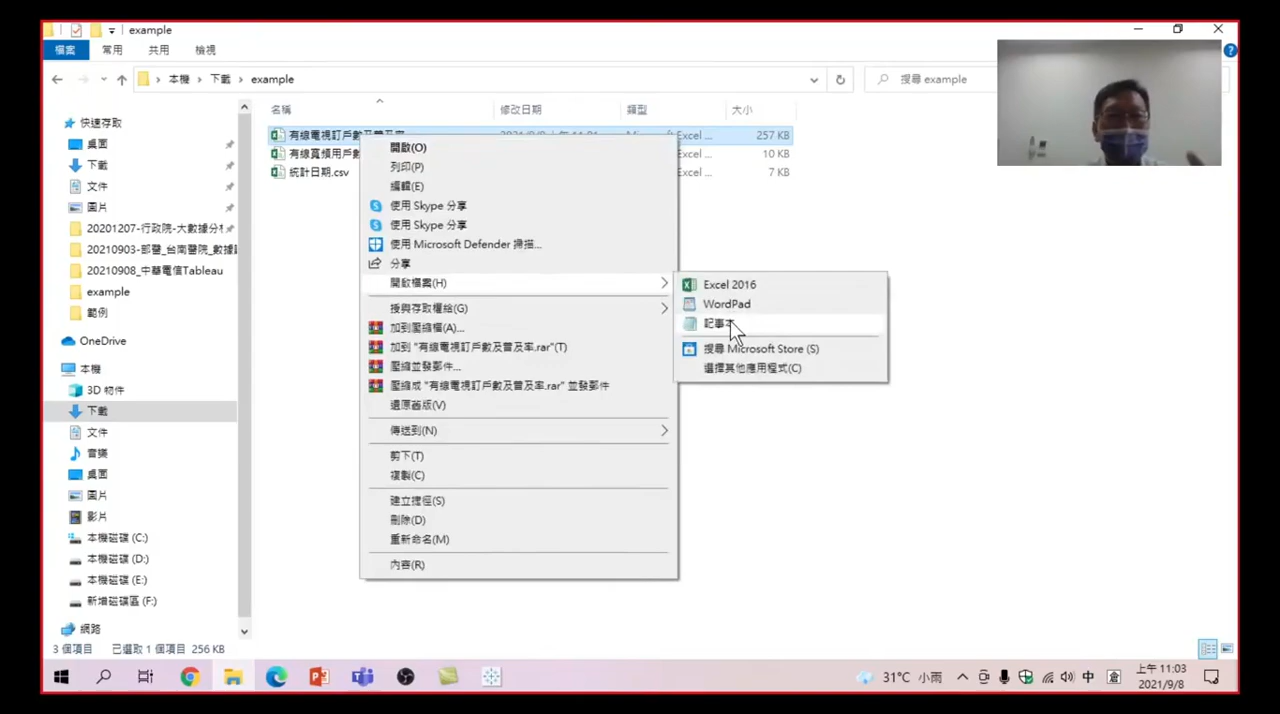 example
檔案 常用 共用 檢視
本機 下載 example
搜尋 example
名稱 修改日期 類型 大小
有線電視訂戶數及普及率 2021/9/8 上午 11:01 Excel ... 257 KB
有線寬頻用戶數 Excel ... 10 KB
統計日期.csv Excel ... 7 KB
快速存取
桌面
下載
文件
圖片
20201207-行政院-大數據分
20210903-部醫_台南醫院_數據
20210908_中華電信Tableau
example
範例
OneDrive
本機
3D 物件
下載
文件
音樂
桌面
圖片
影片
本機磁碟 (C:)
本機磁碟 (D:)
本機磁碟 (E:)
新增磁碟區 (F:)
網路
開啟(O)
列印(P)
編輯(E)
使用 Skype 分享
使用 Skype 分享
使用 Microsoft Defender 掃描...
分享
開啟檔案(H)
授與存取權給(G)
加到壓縮檔(A)...
加到 "有線電視訂戶數及普及率.rar"(T)
壓縮並發郵件...
壓縮成 "有線電視訂戶數及普及率.rar" 並發郵件
還原舊版(V)
傳送到(N)
剪下(T)
複製(C)
建立捷徑(S)
刪除(D)
重新命名(M)
內容(R)
Excel 2016
WordPad
記事本
搜尋 Microsoft Store (S)
選擇其他應用程式(C)
3 個項目 已選取 1 個項目 256 KB
31°C 小雨 中 倉 上午 11:03
2021/9/8